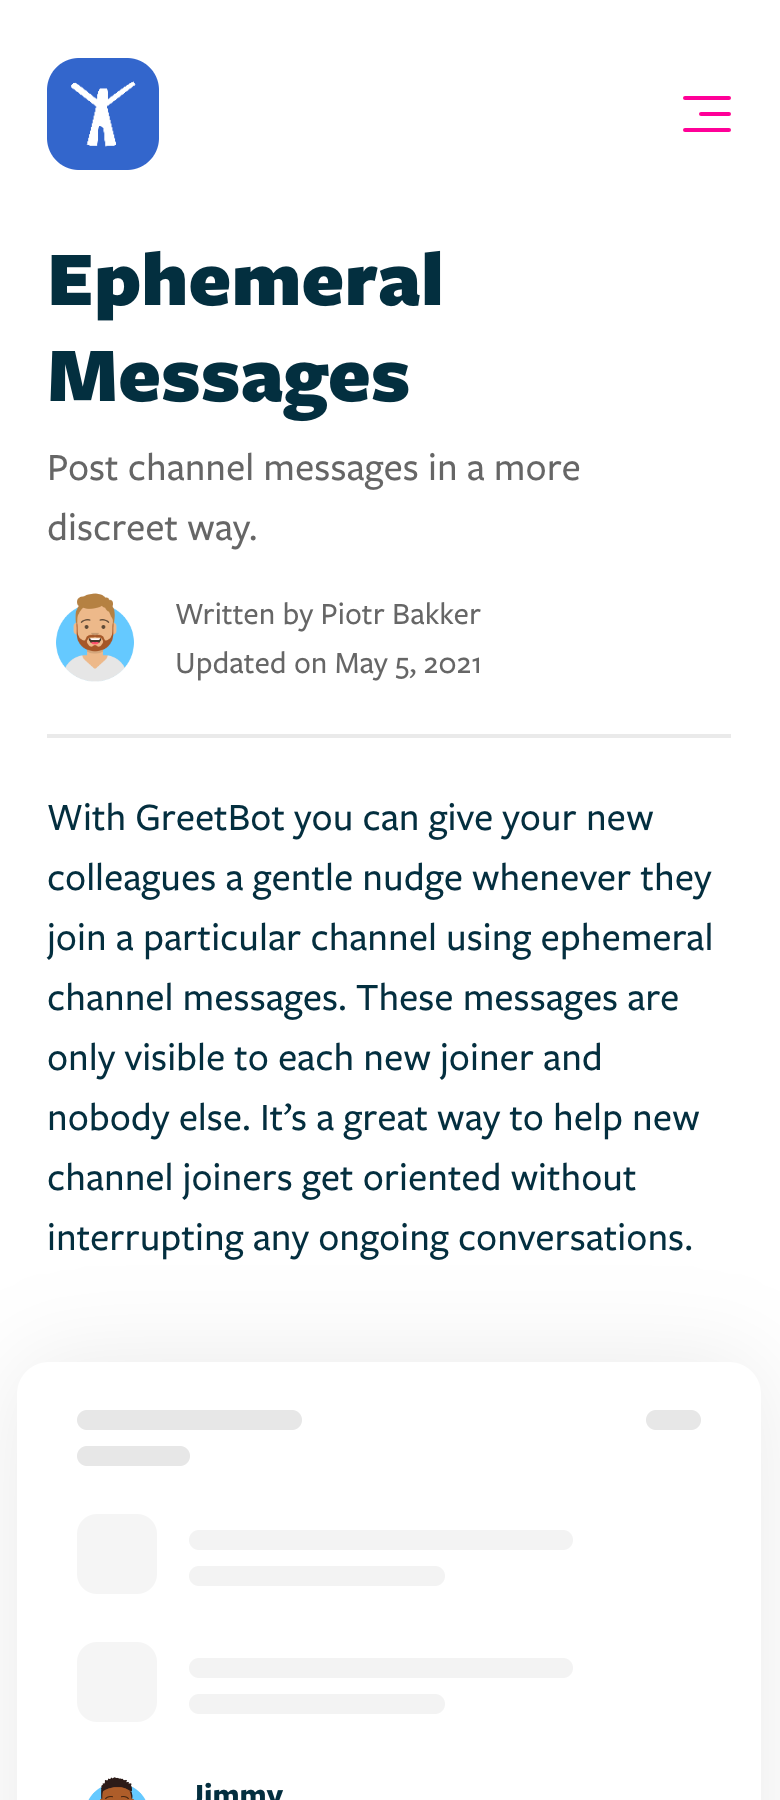 Ephemeral
Messages
Post channel messages in a more
discreet way.
Written by Piotr Bakker
Updated on May 5, 2021
With GreetBot you can give your new
colleagues a gentle nudge whenever they
join a particular channel using ephemeral
channel messages. These messages are
only visible to each new joiner and
nobody else. It’s a great way to help new
channel joiners get oriented without
interrupting any ongoing conversations.
Jimmy